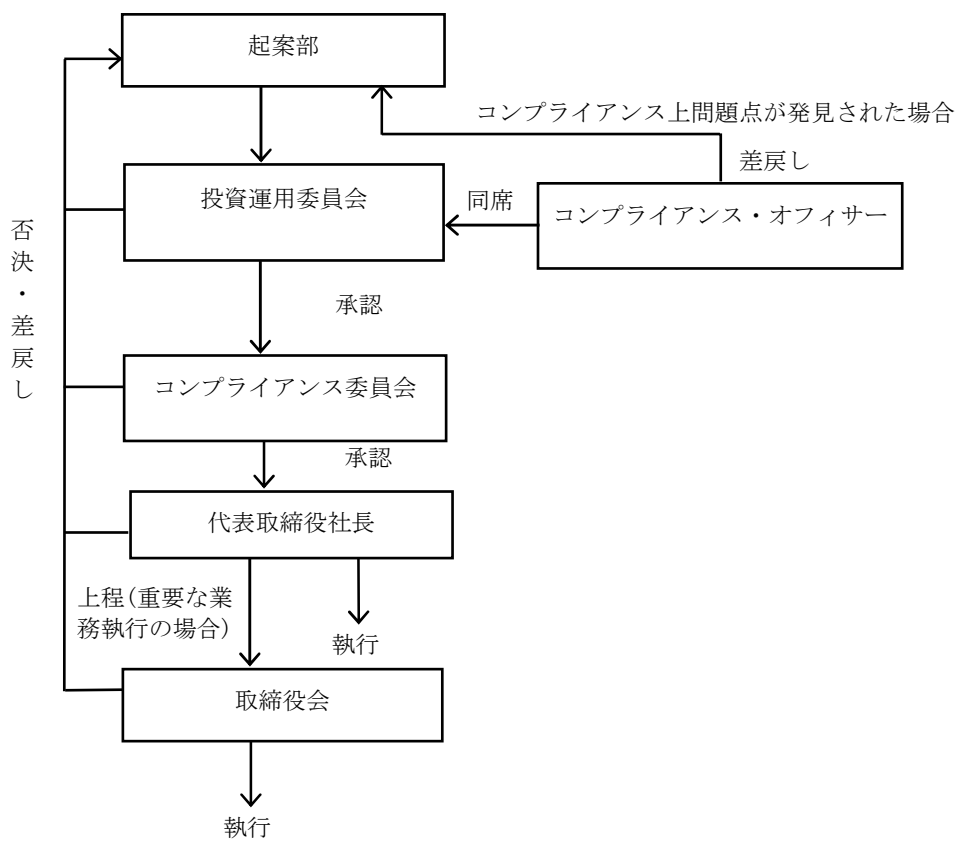 起案部
コンプライアンス上問題点が発見された場合
差戻し
投資運用委員会
同席
コンプライアンス・オフィサー
否決・差戻し
承認
コンプライアンス委員会
承認
代表取締役社長
上程(重要な業
務執行の場合)
執行
取締役会
執行